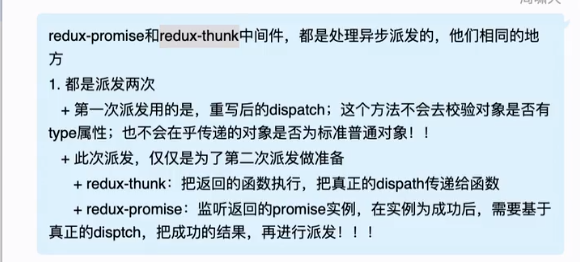 redux-promise和redux-thunk中间件，都是处理异步派发的，他们相同的地
方
1. 都是派发两次
+ 第一次派发用的是，重写后的dispatch；这个方法不会去校验对象是否有
type属性；也不会在乎传递的对象是否为标准普通对象！！
+ 此次派发，仅仅是为了第二次派发做准备
+ redux-thunk：把返回的函数执行，把真正的dispath传递给函数
+ redux-promise：监听返回的promise实例，在实例为成功后，需要基于
真正的disptch，把成功的结果，再进行派发！！！